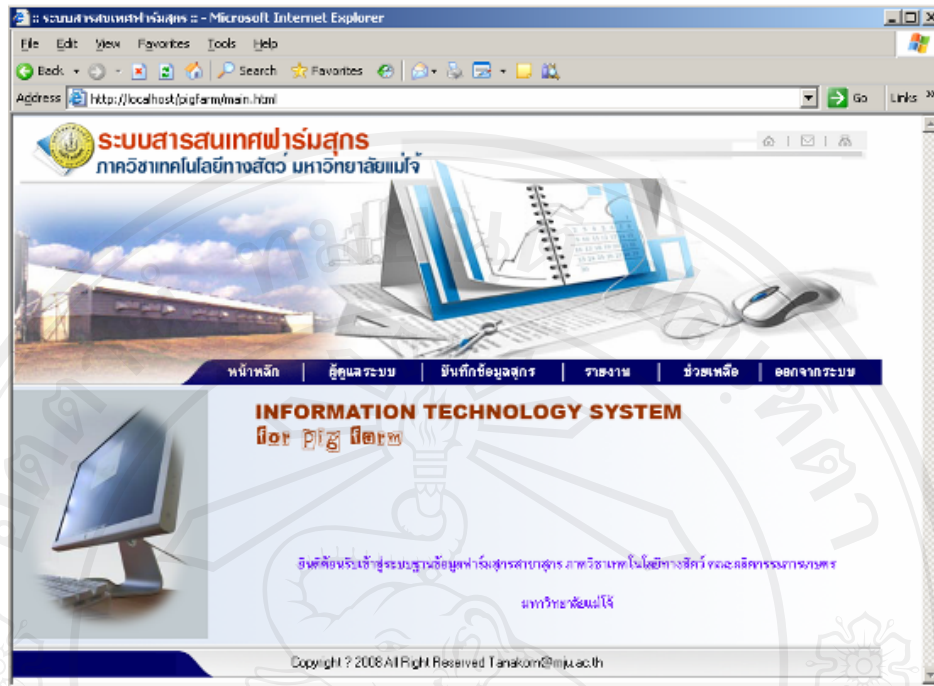 :: ระบบสารสนเทศฟาร์มสุกร :: - Microsoft Internet Explorer
File Edit View Favorites Tools Help
Back Search Favorites
Address http://localhost/pigfarm/main.html Go Links
ระบบสารสนเทศฟาร์มสุกร
ภาควิชาเทคโนโลยีทางสัตว์ มหาวิทยาลัยแม่โจ้
หน้าหลัก | ผู้ดูแลระบบ | บันทึกข้อมูลสุกร | รายงาน | ช่วยเหลือ | ออกจากระบบ
INFORMATION TECHNOLOGY SYSTEM
for pig farm
ยินดีต้อนรับเข้าสู่ระบบฐานข้อมูลฟาร์มสุกรสาขาสุกร ภาควิชาเทคโนโลยีทางสัตว์ คณะผลิตกรรมการเกษตร
มหาวิทยาลัยแม่โจ้
Copyright ? 2008 All Right Reserved Tanakorn@mju.ac.th